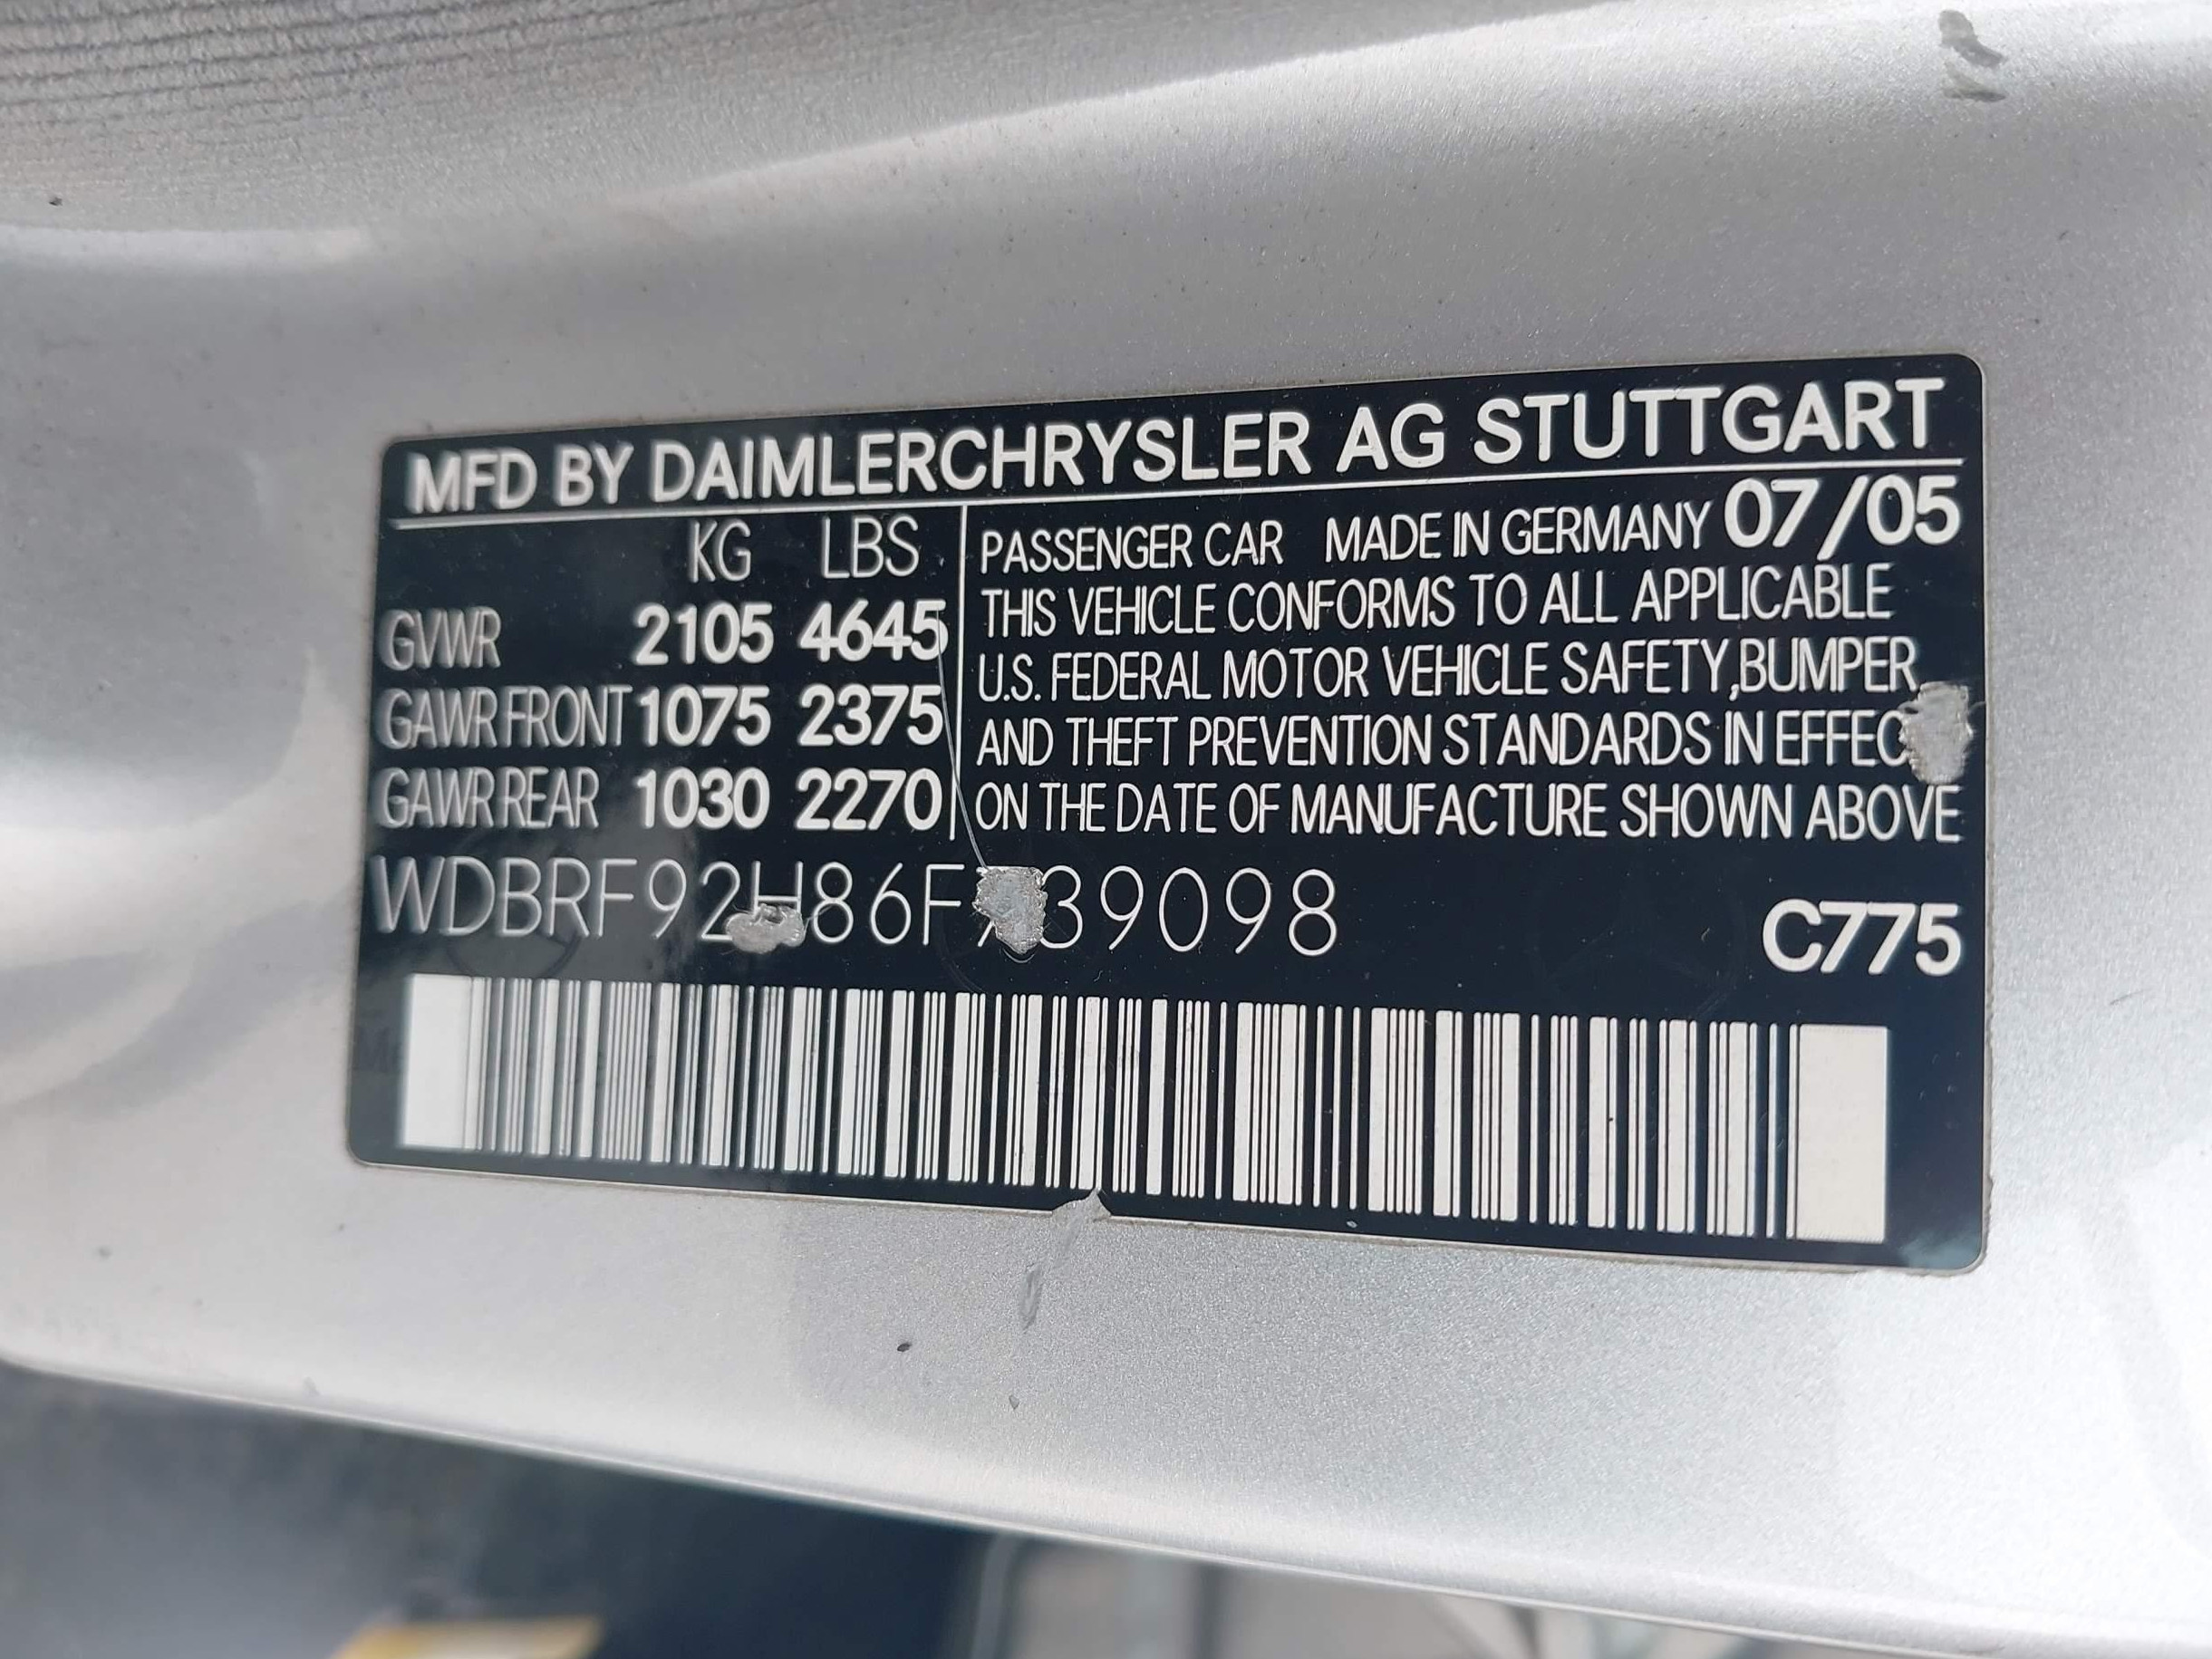 MFD BY DAIMLERCHRYSLER AG STUTTGART
KG LBS
GVWR 2105 4645
GAWR FRONT 1075 2375
GAWR REAR 1030 2270
PASSENGER CAR MADE IN GERMANY 07/05
THIS VEHICLE CONFORMS TO ALL APPLICABLE
U.S. FEDERAL MOTOR VEHICLE SAFETY,BUMPER
AND THEFT PREVENTION STANDARDS IN
ON THE DATE OF MANUFACTURE SHOWN ABOVE
C775